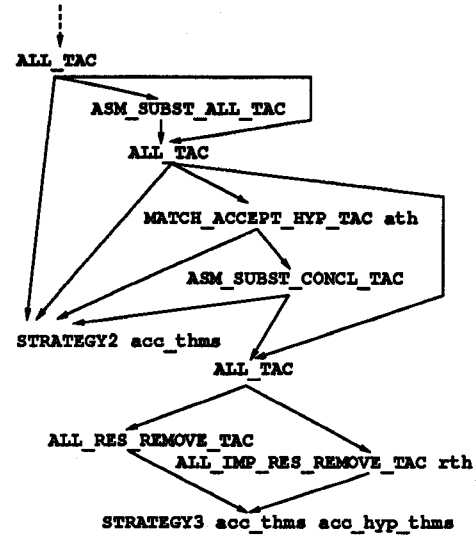 ALL_TAC
ASM_SUBST_ALL_TAC
ALL_TAC
MATCH_ACCEPT_HYP_TAC ath
ASM_SUBST_CONCL_TAC
STRATEGY2 acc_thms
ALL_TAC
ALL_RES_REMOVE_TAC
ALL_IMP_RES_REMOVE_TAC rth
STRATEGY3 acc_thms acc_hyp_thms